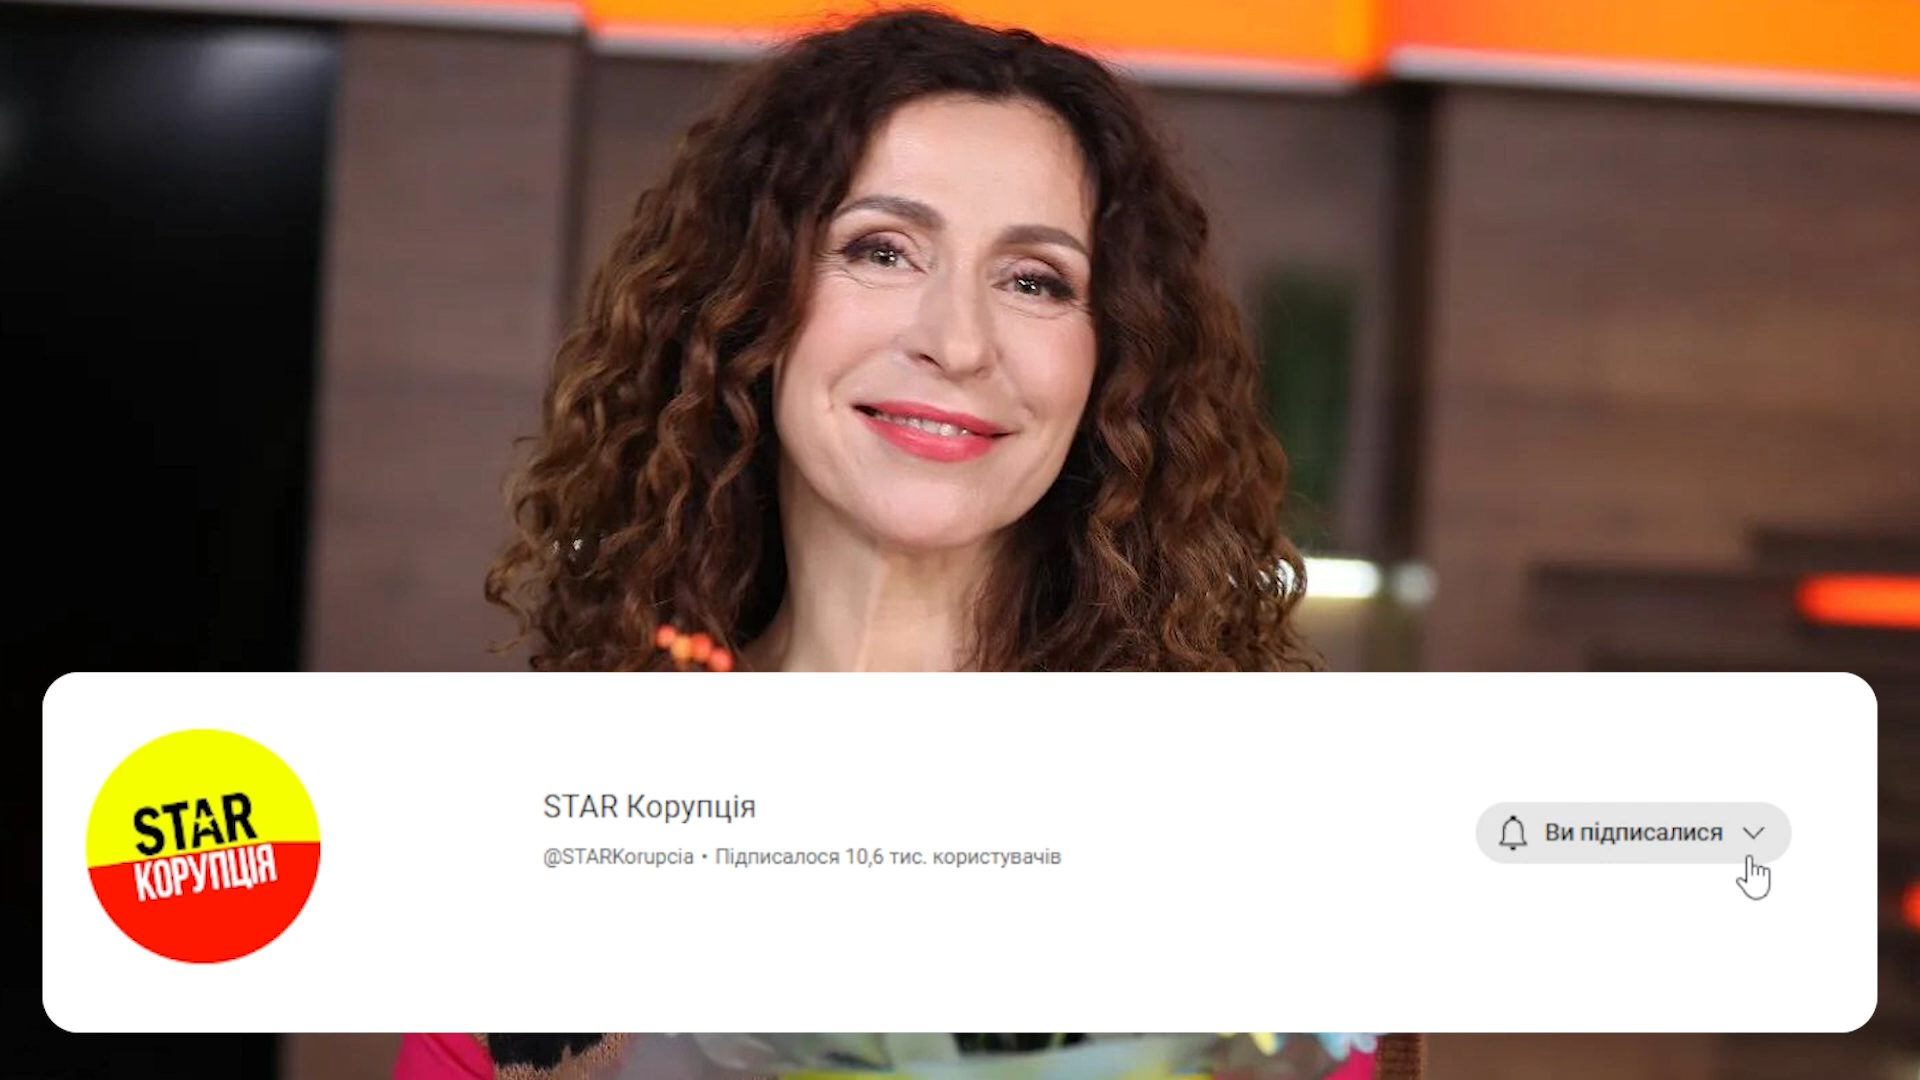 STAR
КОРУПЦІЯ
STAR Корупція
@STARKorupcia • Підписалося 10,6 тис. користувачів
Ви підписалися